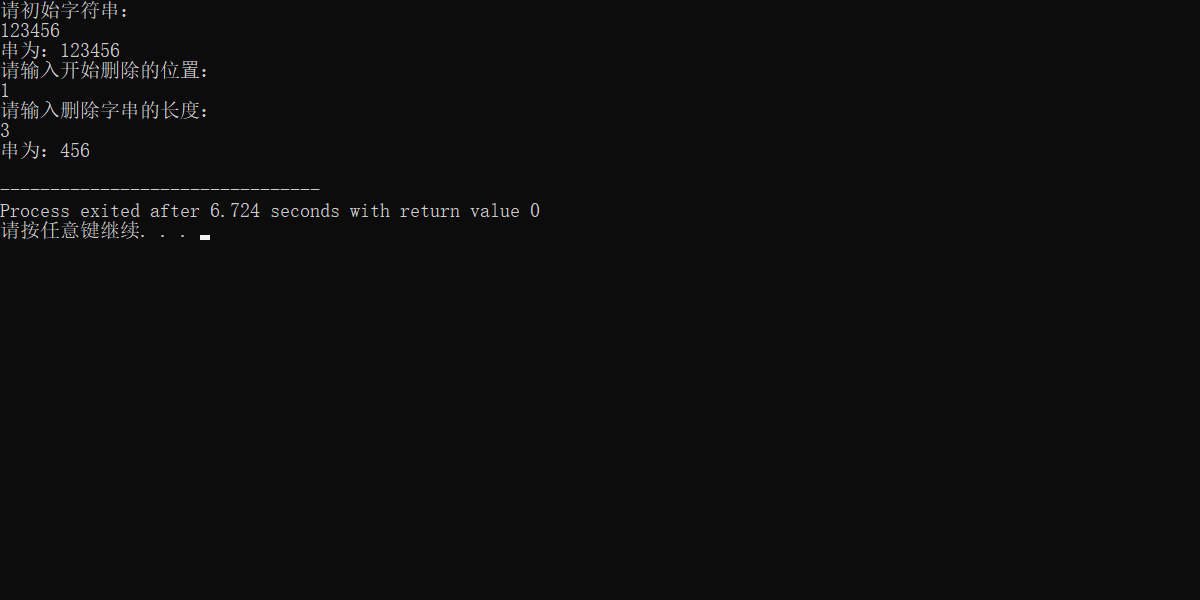 请初始字符串：
123456
串为：123456
请输入开始删除的位置：
1
请输入删除字串的长度：
3
串为：456
--------------------------------
Process exited after 6.724 seconds with return value 0
请按任意键继续. . .